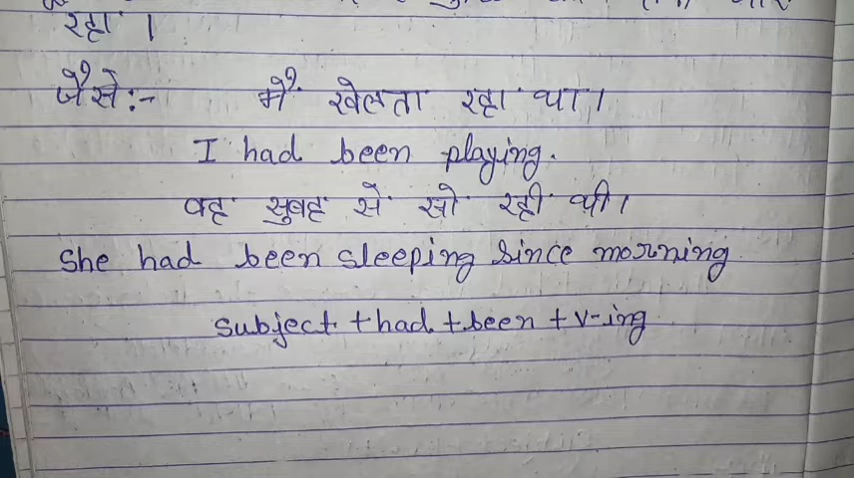 रहा ।
जैसे:- मैं खेलता रहा था।
I had been playing.
वह सुबह से सो रही थी।
She had been sleeping since morning
subject + had + been + v-ing